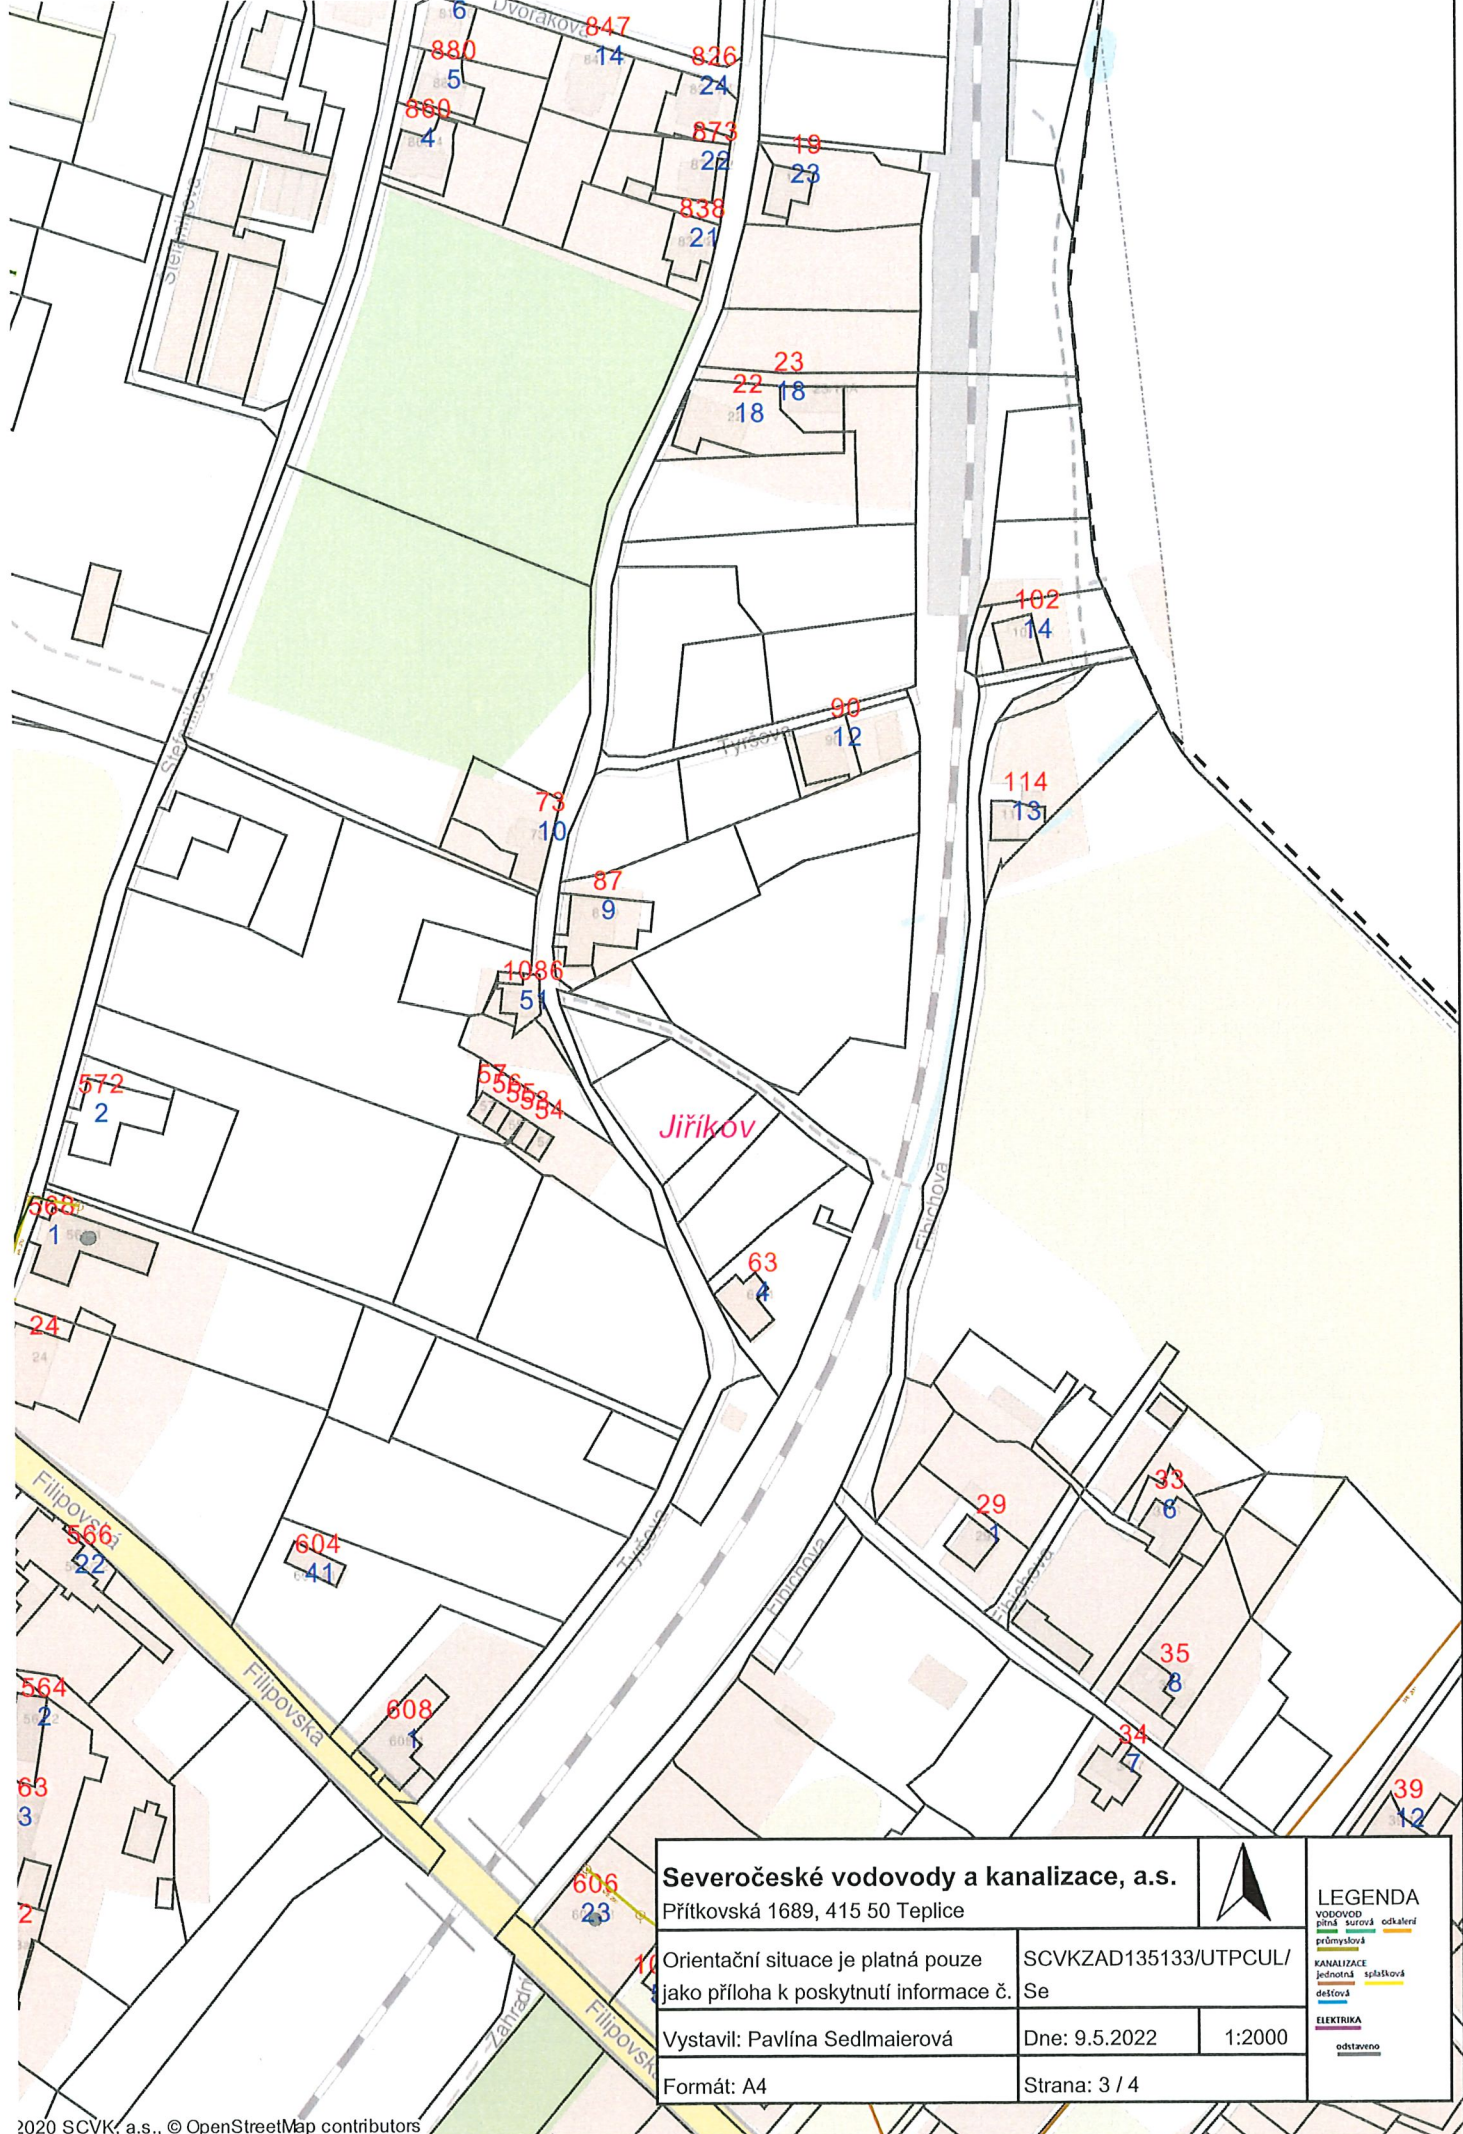 6
Dvořákova
847
14
880
5
826
24
860
4
873
22
19
23
838
21
Štefánikova
23
18
22
18
102
14
90
12
Tyršova
Štefánikova
114
13
73
10
87
9
1086
51
572
2
576
554
Jiříkov
Fibichova
568
1
63
4
24
24
Filipovská
566
22
604
41
Tyršova
29
1
33
6
Fibichova
Fibichova
35
8
564
2
Filipovská
608
1
34
7
63
3
39
12
606
23
2
Zahradní
Filipovská
Severočeské vodovody a kanalizace, a.s.
Přítkovská 1689, 415 50 Teplice
Orientační situace je platná pouze
jako příloha k poskytnutí informace č.
SCVKZAD135133/UTPCUL/
Se
Vystavil: Pavlína Sedlmaierová
Dne: 9.5.2022
1:2000
Formát: A4
Strana: 3 / 4
LEGENDA
VODOVOD
pitná surová odkalení
průmyslová
KANALIZACE
jednotná splašková
dešťová
ELEKTRIKA
odstaveno
2020 SCVK, a.s., © OpenStreetMap contributors